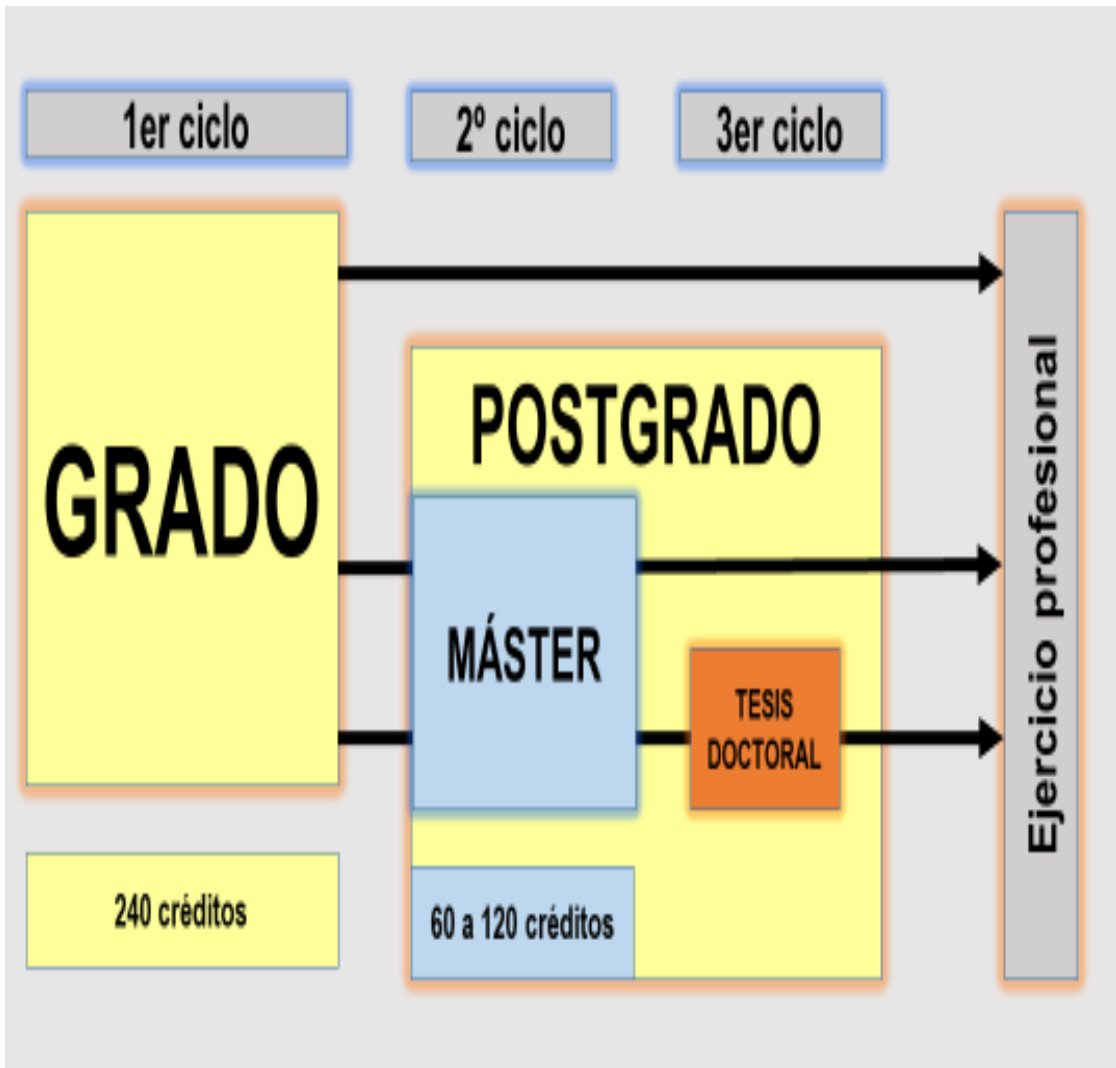 1er ciclo
2º ciclo
3er ciclo
GRADO
POSTGRADO
MÁSTER
TESIS
DOCTORAL
240 créditos
60 a 120 créditos
Ejercicio profesional